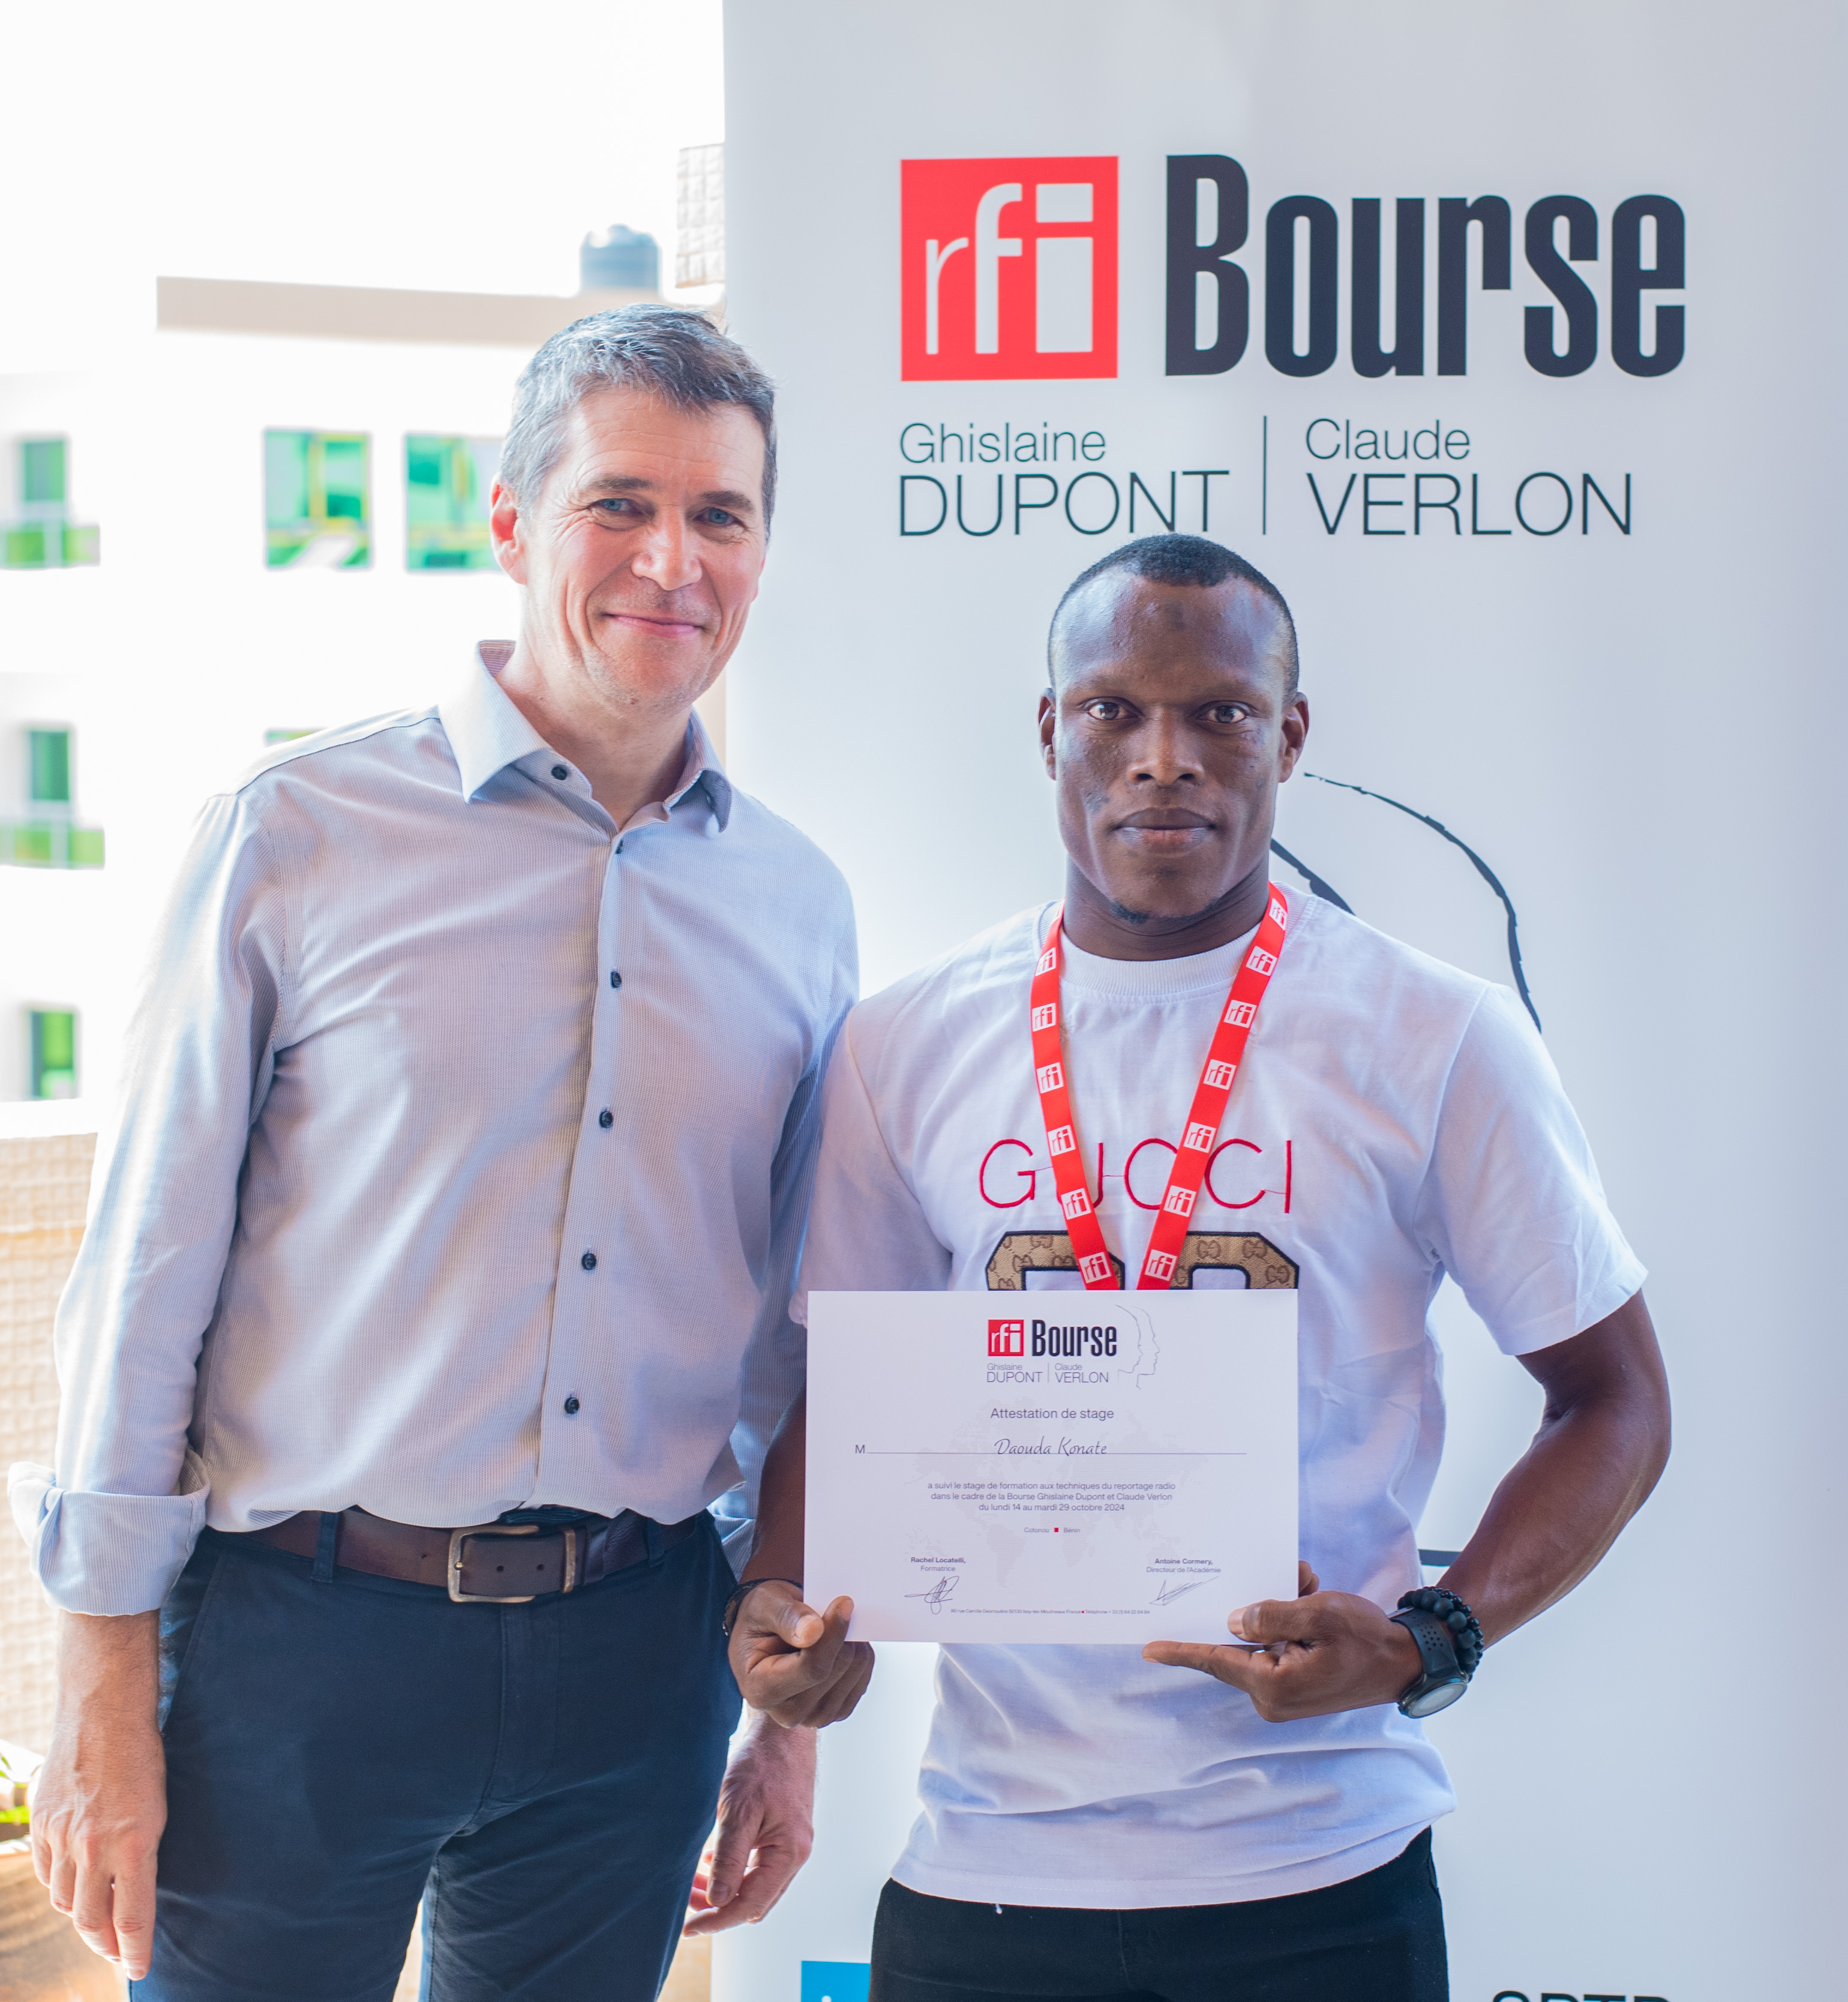 rfi Bourse
Ghislaine DUPONT | Claude VERLON
GUCCI
rfi Bourse
Ghislaine DUPONT | Claude VERLON
Attestation de stage
M Daouda Konate
a suivi le stage de formation aux techniques du reportage radio
dans le cadre de la Bourse Ghislaine Dupont et Claude Verlon
du lundi 14 au mardi 29 octobre 2024
Cotonou Bénin
Rachel Locatelli,
Formatrice
Antoine Cormery,
Directeur de l'Académie
rfi
rfi
rfi
rfi
rfi
rfi
rfi
rfi
rfi
rfi
rfi
rfi